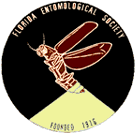 FLORIDA ENTOMOLOGICAL SOCIETY
FOUNDED 1916